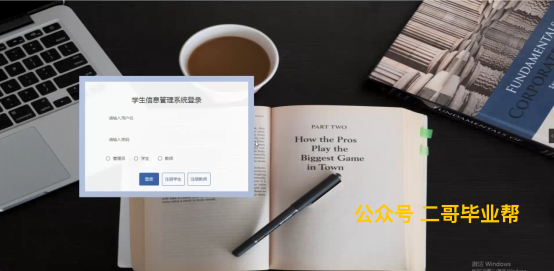 学生信息管理系统登录
请输入用户名
请输入密码
管理员 学生 教师
登录 注册学生 注册教师
PART TWO
How the Pros
Play the
Biggest Game
in Town
FUNDAMENTALS
CORPORATE
FUNDAMENTALS OF
公众号 二哥毕业帮
激活 Windows